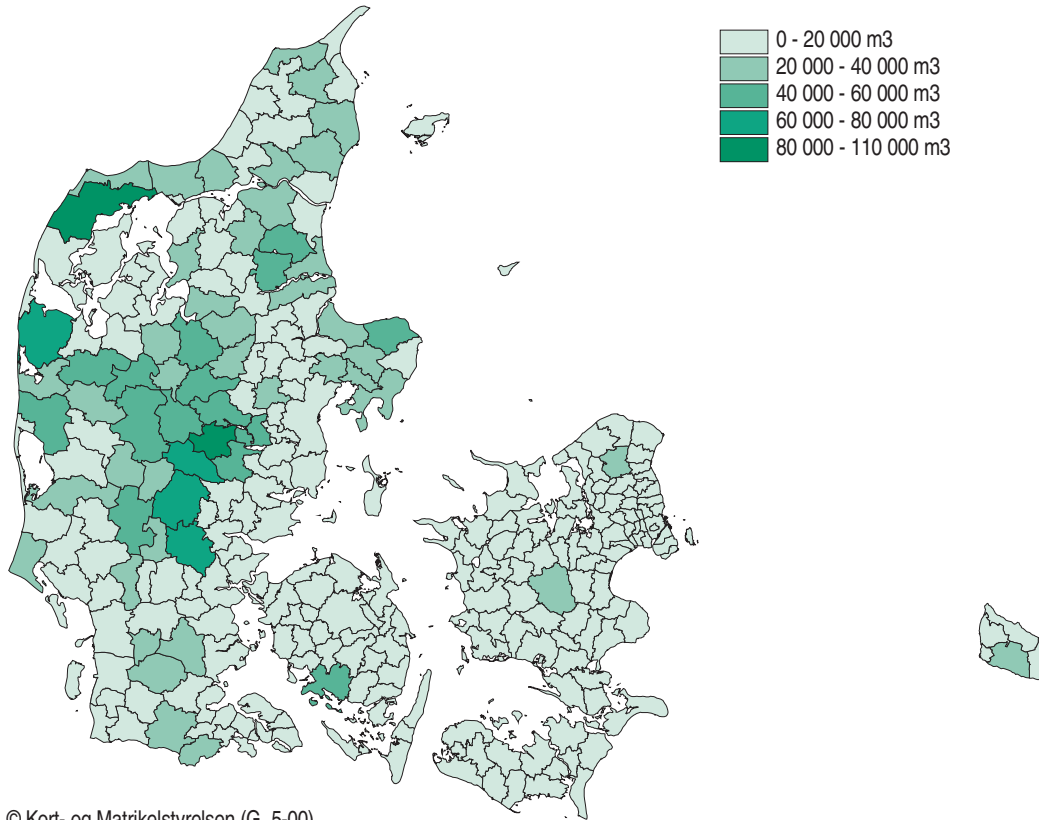 0 - 20 000 m3
20 000 - 40 000 m3
40 000 - 60 000 m3
60 000 - 80 000 m3
80 000 - 110 000 m3
© Kort- og Matrikelstyrelsen (G. 5-00)